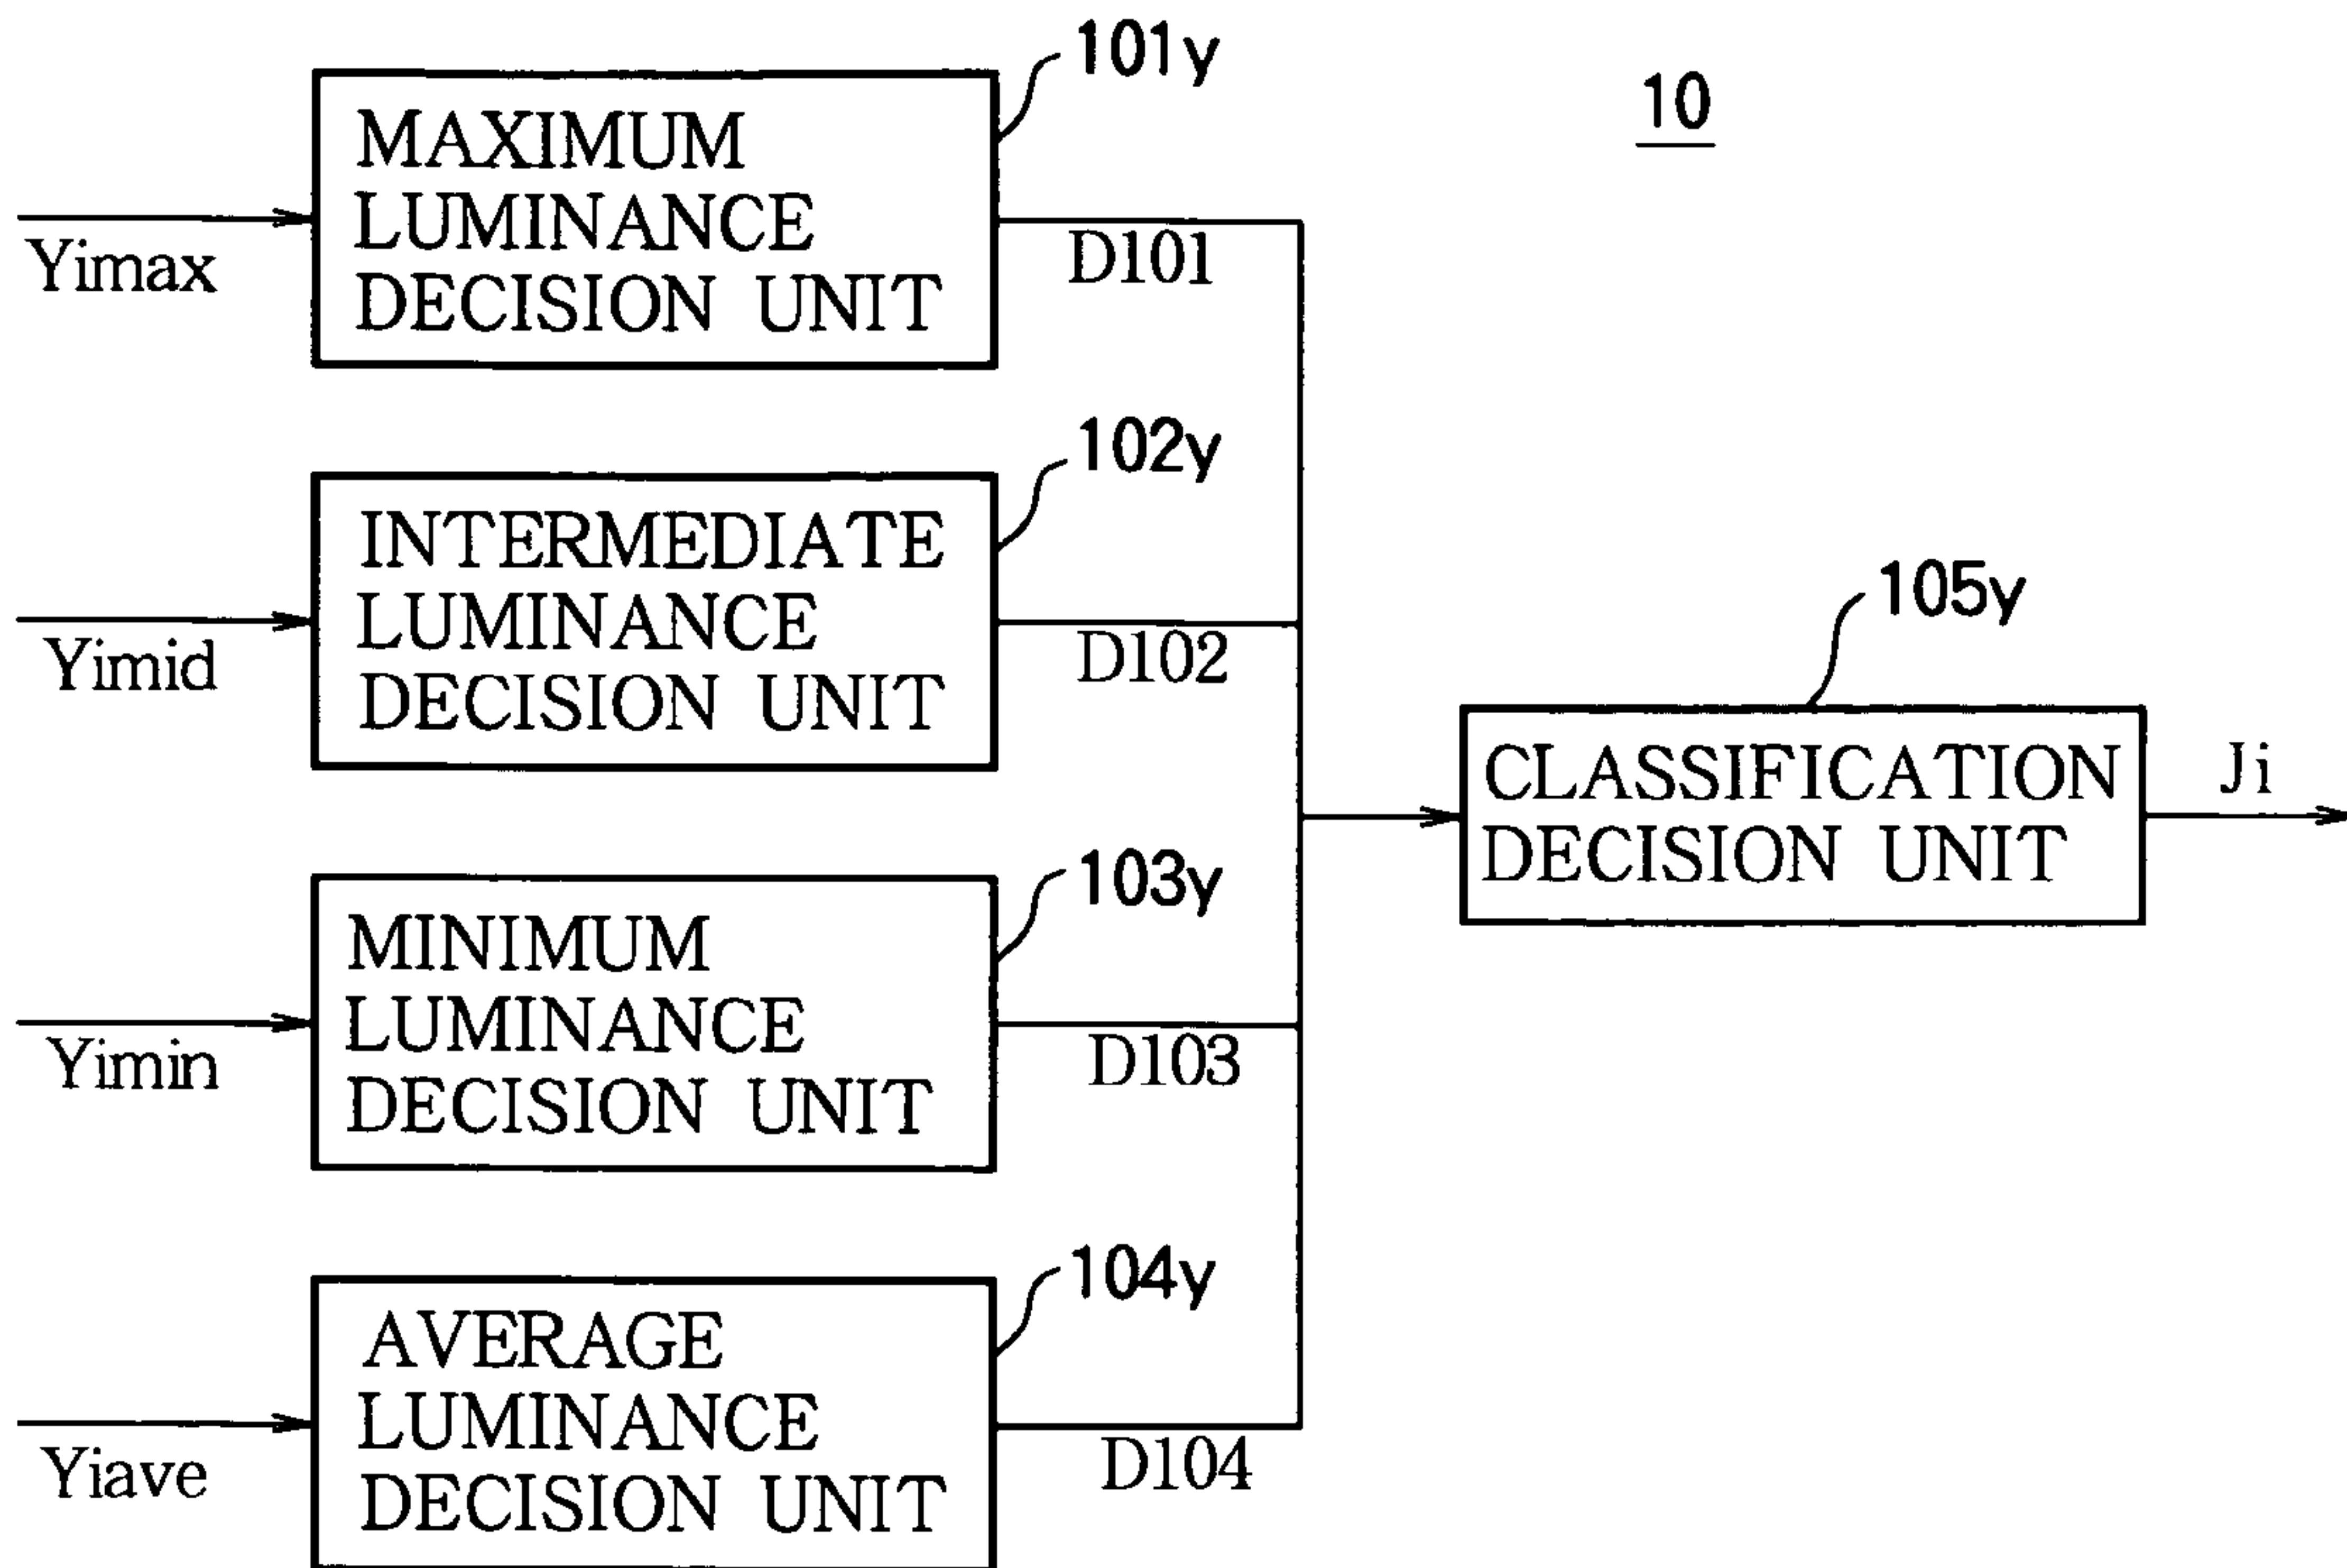 101y
10
MAXIMUM
LUMINANCE
DECISION UNIT
Yimax
D101
102y
INTERMEDIATE
LUMINANCE
DECISION UNIT
Yimid
D102
105y
CLASSIFICATION
DECISION UNIT
Ji
103y
MINIMUM
LUMINANCE
DECISION UNIT
Yimin
D103
104y
AVERAGE
LUMINANCE
DECISION UNIT
Yiave
D104